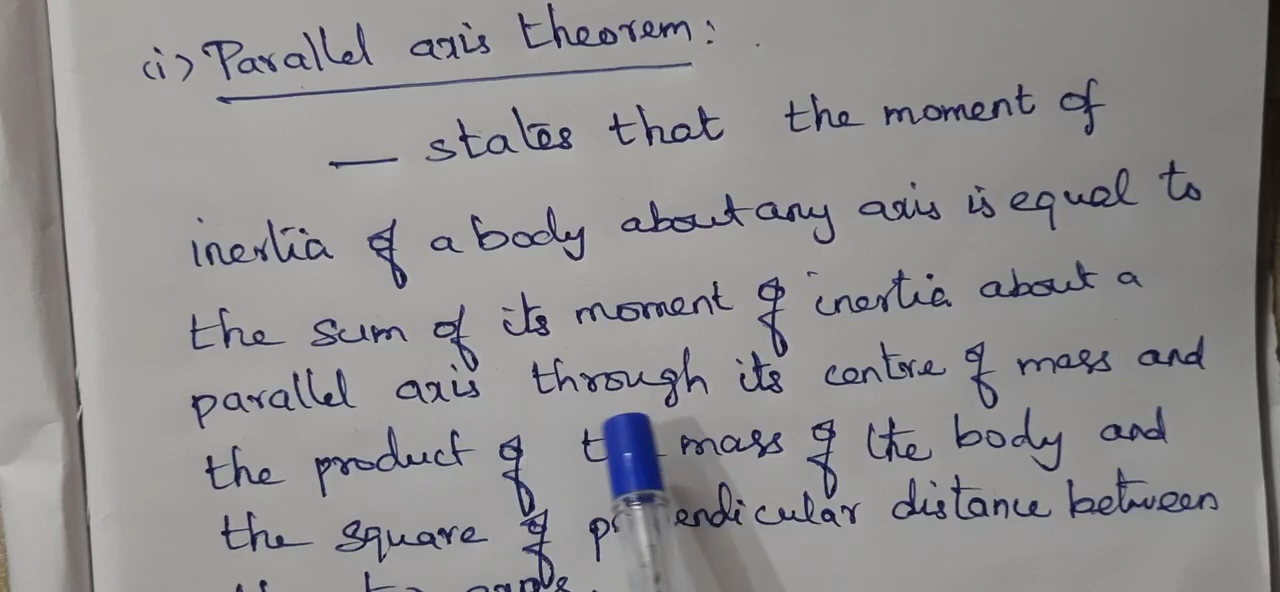 (i) Parallel axis theorem:
— states that the moment of
inertia of a body about any axis is equal to
the sum of its moment of inertia about a
parallel axis through its centre of mass and
the product of mass of the body and
the square of distance between